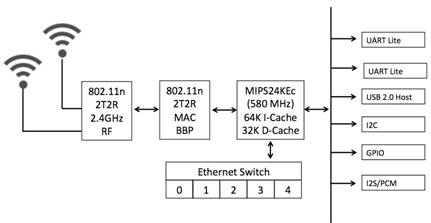 802.11n
2T2R
2.4GHz
RF
802.11n
2T2R
MAC
BBP
MIPS24KEc
(580 MHz)
64K I-Cache
32K D-Cache
Ethernet Switch
0 1 2 3 4
UART Lite
UART Lite
USB 2.0 Host
I2C
GPIO
I2S/PCM